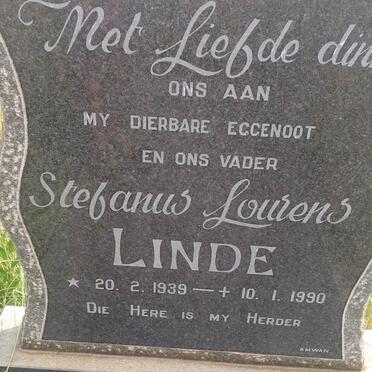 Met Liefde din
ONS AAN
MY DIERBARE EGGENOOT
EN ONS VADER
Stefanus Lourens
LINDE
★ 20. 2. 1939 — + 10. 1. 1990
DIE HERE IS MY HERDER
AMWAN